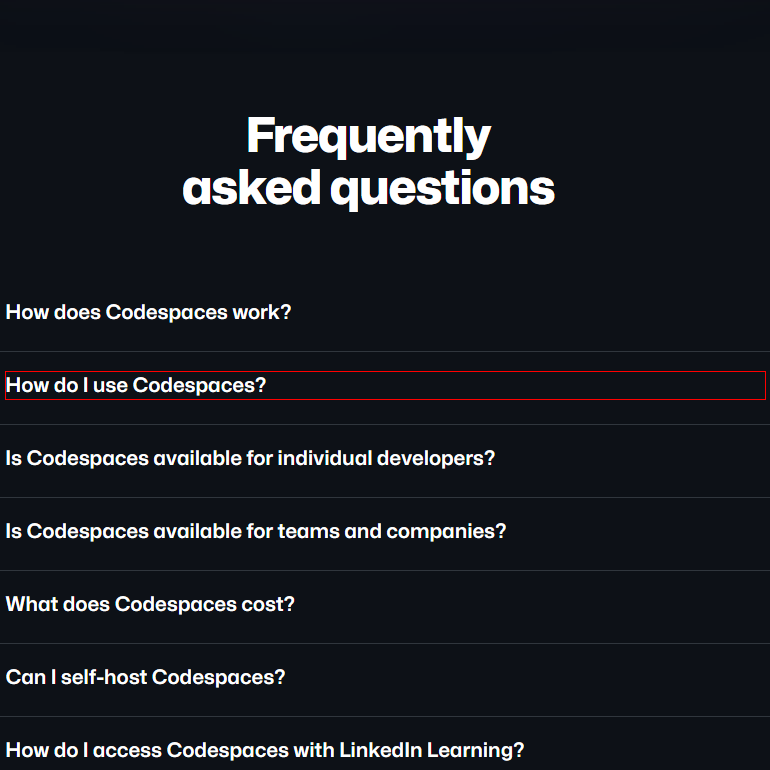 Frequently
asked questions
How does Codespaces work?
How do I use Codespaces?
Is Codespaces available for individual developers?
Is Codespaces available for teams and companies?
What does Codespaces cost?
Can I self-host Codespaces?
How do I access Codespaces with LinkedIn Learning?